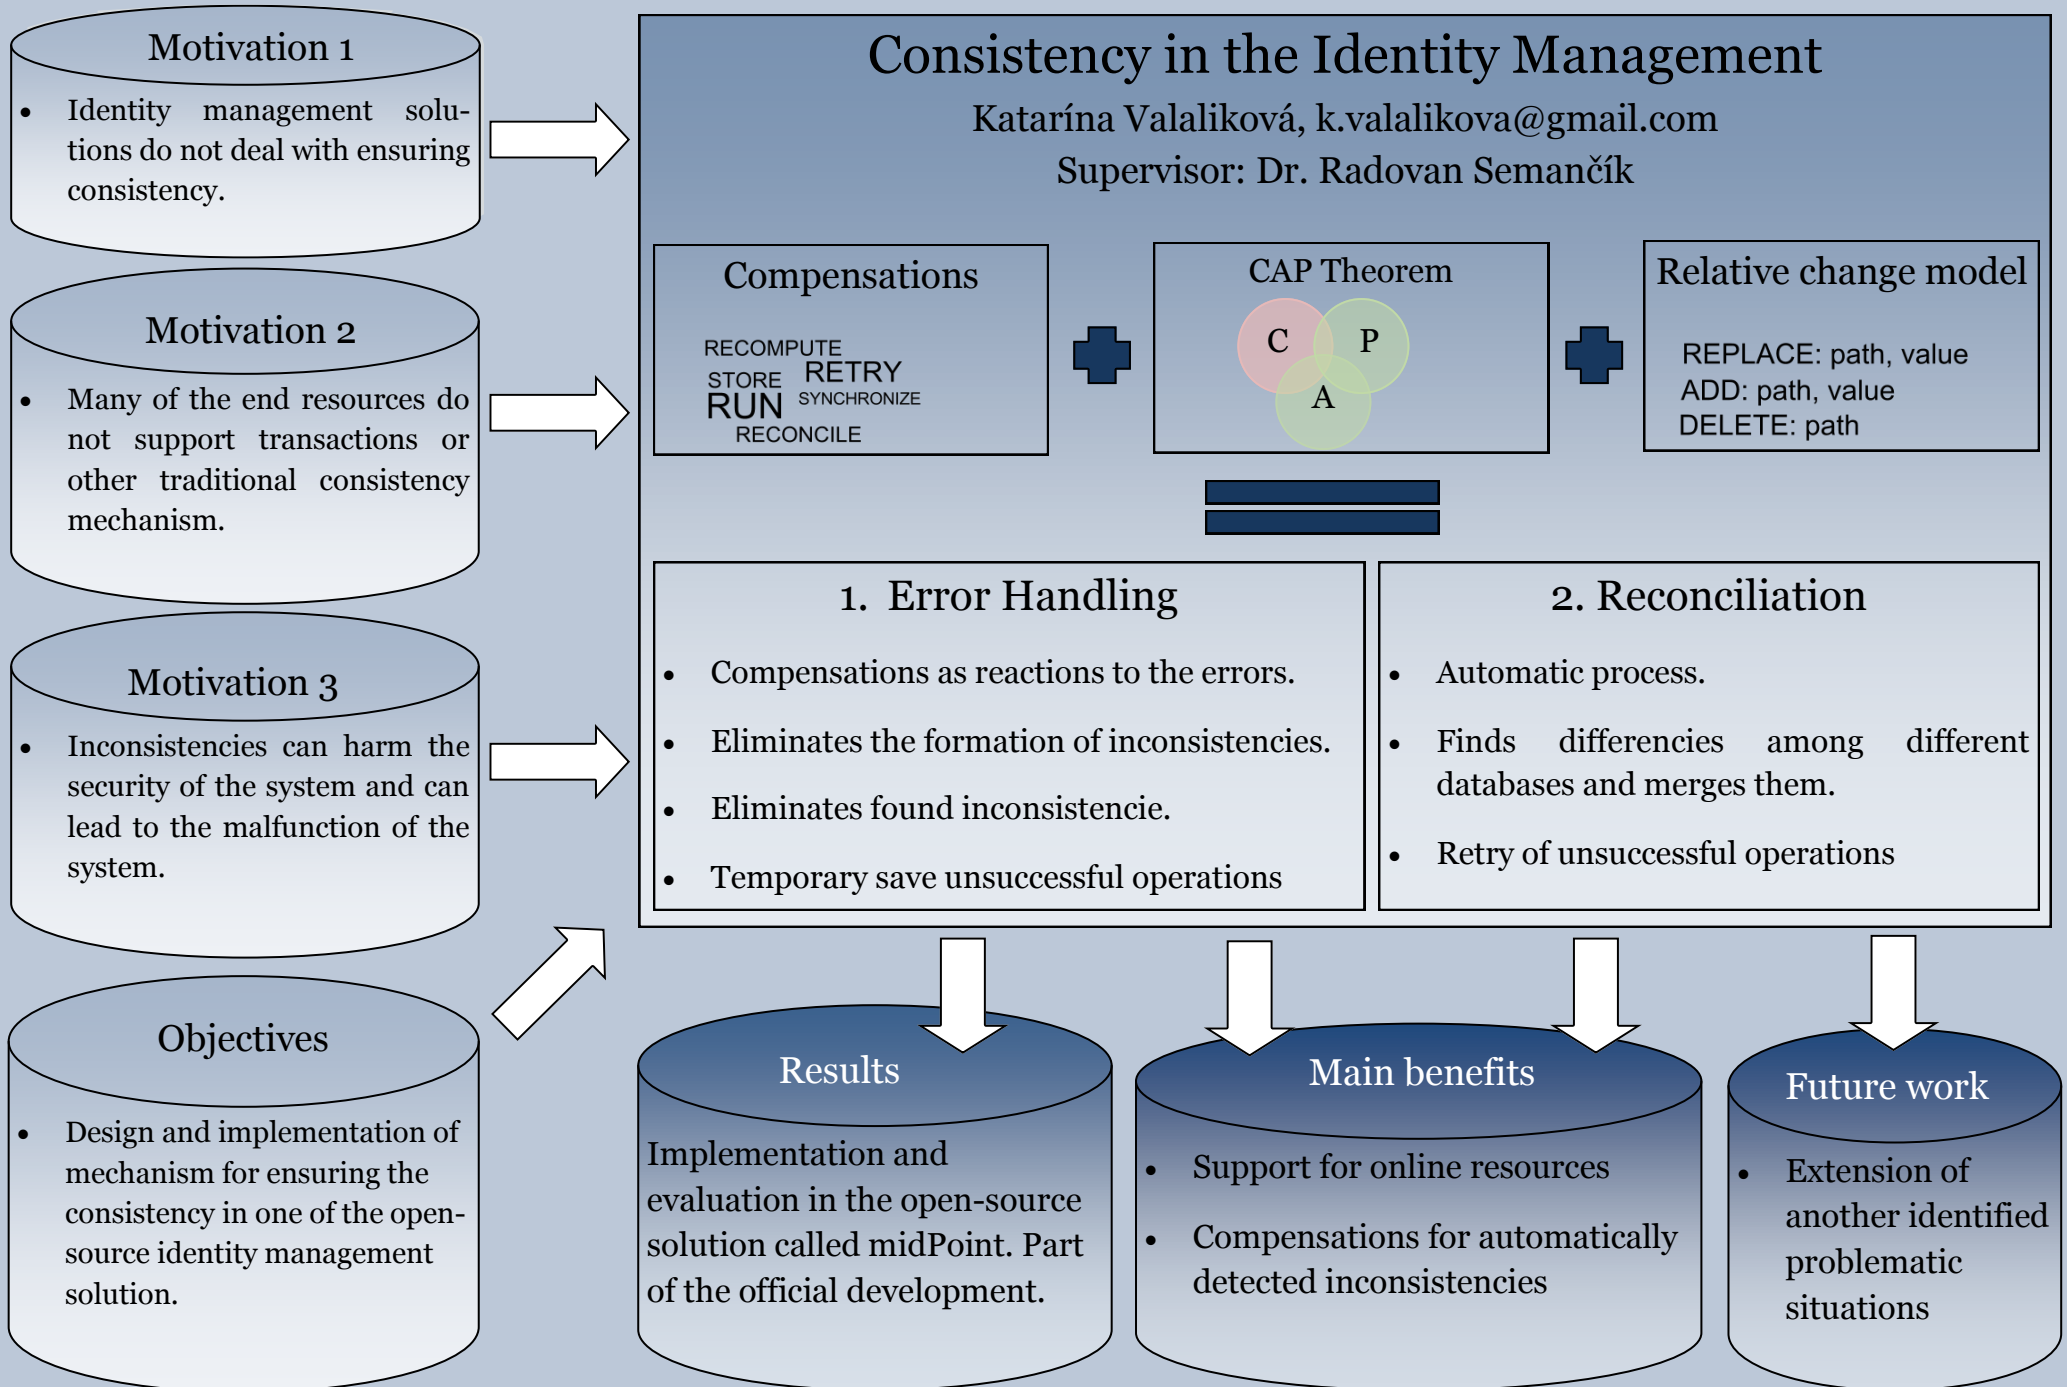 Motivation 1
• Identity management solu-
tions do not deal with ensuring
consistency.
Motivation 2
• Many of the end resources do
not support transactions or
other traditional consistency
mechanism.
Motivation 3
• Inconsistencies can harm the
security of the system and can
lead to the malfunction of the
system.
Objectives
• Design and implementation of
mechanism for ensuring the
consistency in one of the open-
source identity management
solution.
Consistency in the Identity Management
Katarína Valaliková, k.valalikova@gmail.com
Supervisor: Dr. Radovan Semančík
Compensations
RECOMPUTE
STORE RETRY
RUN SYNCHRONIZE
RECONCILE
CAP Theorem
C P
A
Relative change model
REPLACE: path, value
ADD: path, value
DELETE: path
1. Error Handling
• Compensations as reactions to the errors.
• Eliminates the formation of inconsistencies.
• Eliminates found inconsistencie.
• Temporary save unsuccessful operations
2. Reconciliation
• Automatic process.
• Finds differencies among different
databases and merges them.
• Retry of unsuccessful operations
Results
Implementation and
evaluation in the open-source
solution called midPoint. Part
of the official development.
Main benefits
• Support for online resources
• Compensations for automatically
detected inconsistencies
Future work
• Extension of
another identified
problematic
situations